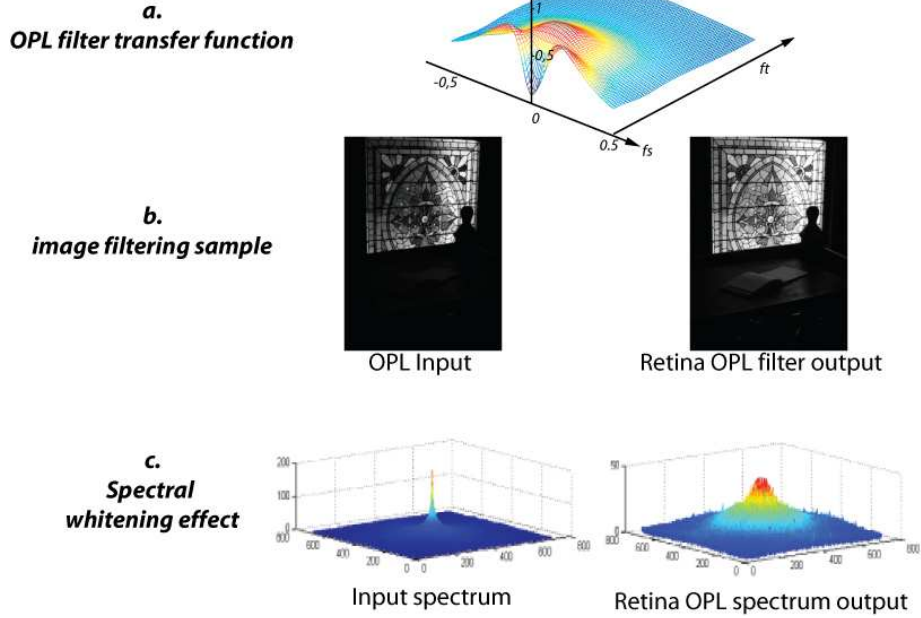 a.
OPL filter transfer function
-1
-0,5
-0,5
0
0.5
fs
ft
b.
image filtering sample
OPL Input
Retina OPL filter output
c.
Spectral
whitening effect
200
100
0
800
600
400
200
0
0
200
400
600
800
Input spectrum
50
0
800
600
400
200
0
0
200
400
600
800
Retina OPL spectrum output